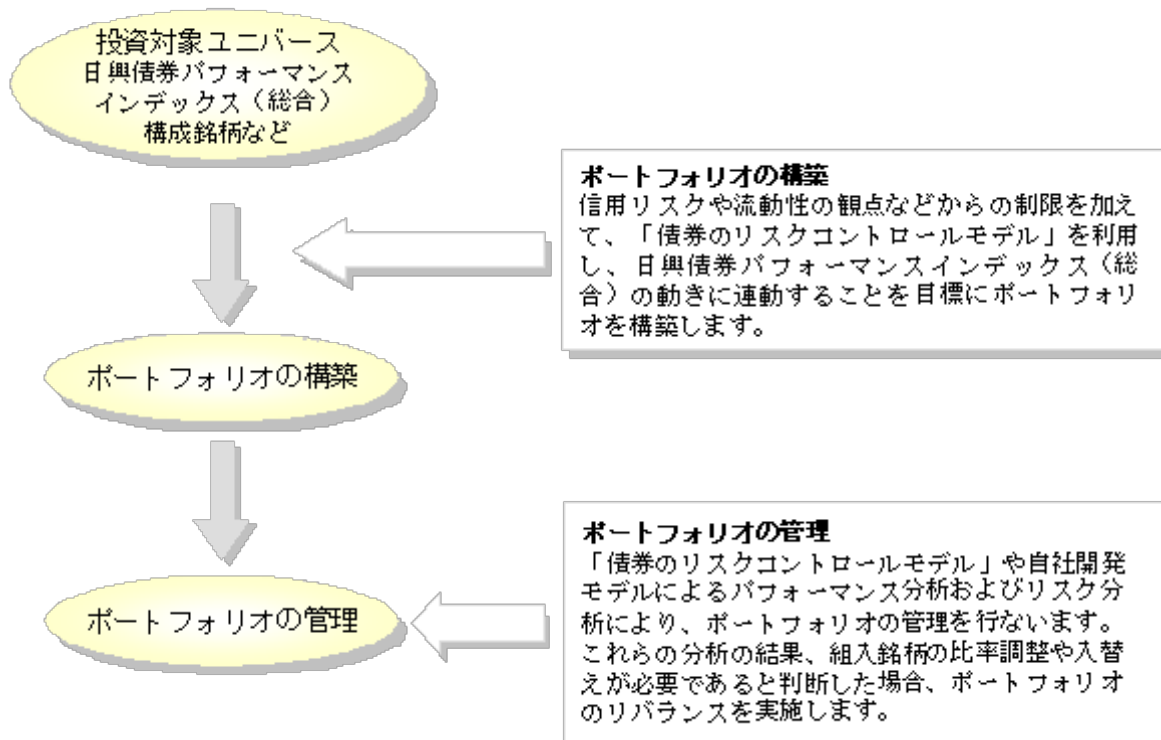 投資対象ユニバース
日興債券パフォーマンス
インデックス（総合）
構成銘柄など
ポートフォリオの構築
信用リスクや流動性の観点などからの制限を加え
て、「債券のリスクコントロールモデル」を利用
し、日興債券パフォーマンスインデックス（総
合）の動きに連動することを目標にポートフォリ
オを構築します。
ポートフォリオの構築
ポートフォリオの管理
「債券のリスクコントロールモデル」や自社開発
モデルによるパフォーマンス分析およびリスク分
析により、ポートフォリオの管理を行ないます。
これらの分析の結果、組入銘柄の比率調整や入替
えが必要であると判断した場合、ポートフォリオ
のリバランスを実施します。
ポートフォリオの管理